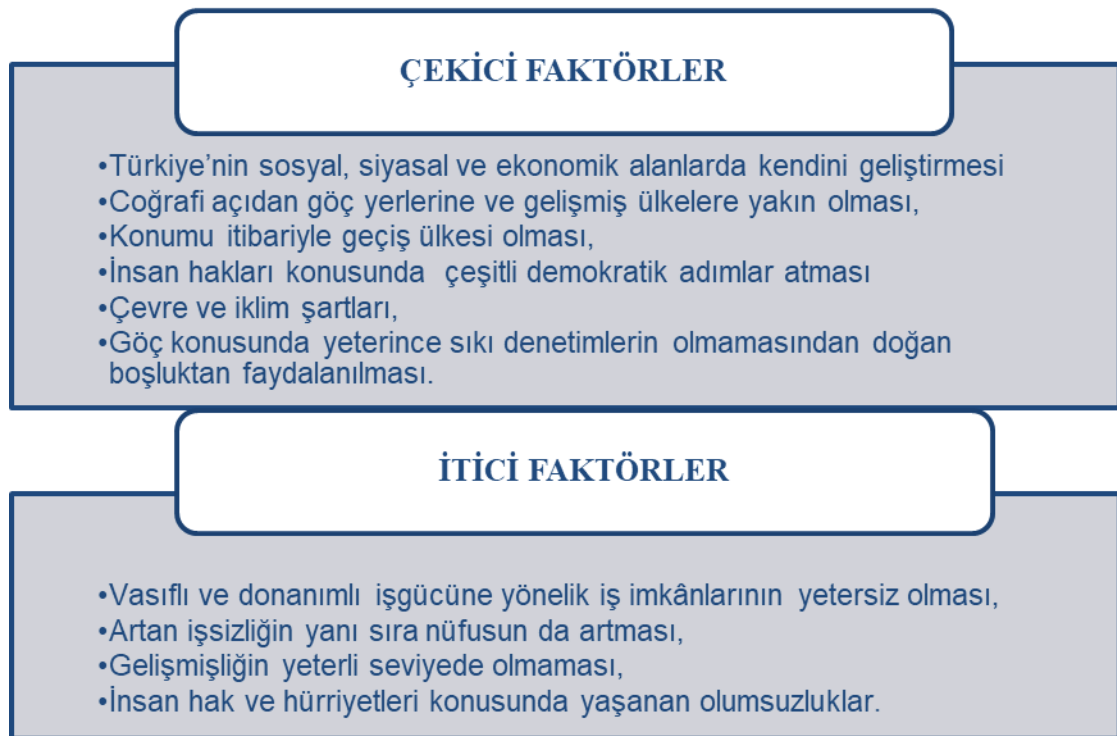 ÇEKİCİ FAKTÖRLER
•Türkiye’nin sosyal, siyasal ve ekonomik alanlarda kendini geliştirmesi
•Coğrafi açıdan göç yerlerine ve gelişmiş ülkelere yakın olması,
•Konumu itibariyle geçiş ülkesi olması,
•İnsan hakları konusunda çeşitli demokratik adımlar atması
•Çevre ve iklim şartları,
•Göç konusunda yeterince sıkı denetimlerin olmamasından doğan
boşluktan faydalanılması.
İTİCİ FAKTÖRLER
•Vasıflı ve donanımlı işgücüne yönelik iş imkânlarının yetersiz olması,
•Artan işsizliğin yanı sıra nüfusun da artması,
•Gelişmişliğin yeterli seviyede olmaması,
•İnsan hak ve hürriyetleri konusunda yaşanan olumsuzluklar.